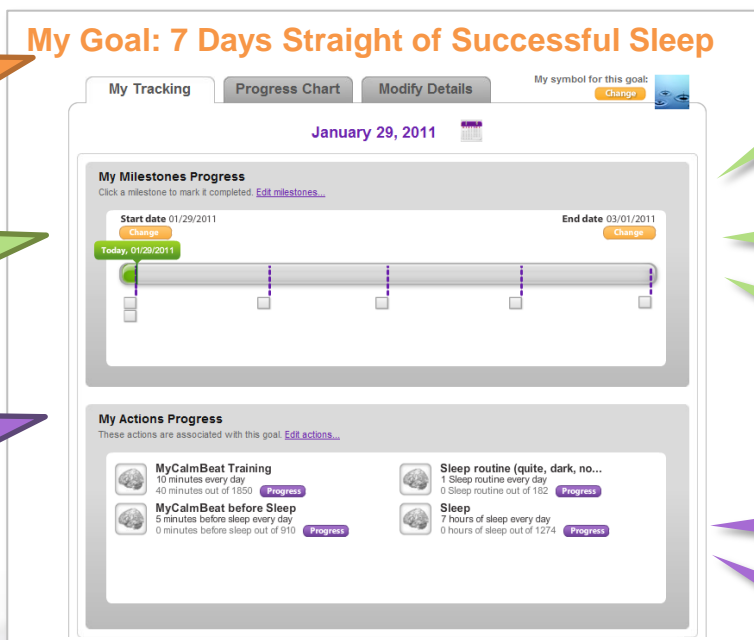 My Goal: 7 Days Straight of Successful Sleep
My Tracking
Progress Chart
Modify Details
My symbol for this goal:
Change
January 29, 2011
My Milestones Progress
Click a milestone to mark it completed. Edit milestones...
Start date 01/29/2011
End date 03/01/2011
Change
Change
Today, 01/29/2011
My Actions Progress
These actions are associated with this goal. Edit actions...
MyCalmBeat Training
10 minutes every day
40 minutes out of 1850 Progress
MyCalmBeat before Sleep
5 minutes before sleep every day
0 minutes before sleep out of 910 Progress
Sleep routine (quite, dark, no...
1 Sleep routine every day
0 Sleep routine out of 182 Progress
Sleep
7 hours of sleep every day
0 hours of sleep out of 1274 Progress